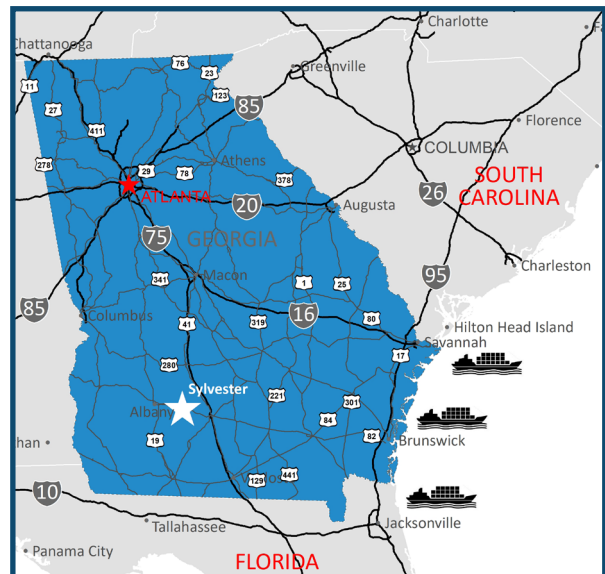 Charlotte
Chattanooga
76
23
Greenville
11
123
85
27
Florence
411
COLUMBIA
278
29
78
Athens
378
SOUTH
CAROLINA
26
ATLANTA
20
Augusta
75
GEORGIA
95
Charleston
341
Macon
1
25
85
Columbus
41
319
16
80
Hilton Head Island
Savannah
17
280
Sylvester
221
301
Albany
84
19
82
Brunswick
129
441
10
Tallahassee
Jacksonville
Panama City
FLORIDA